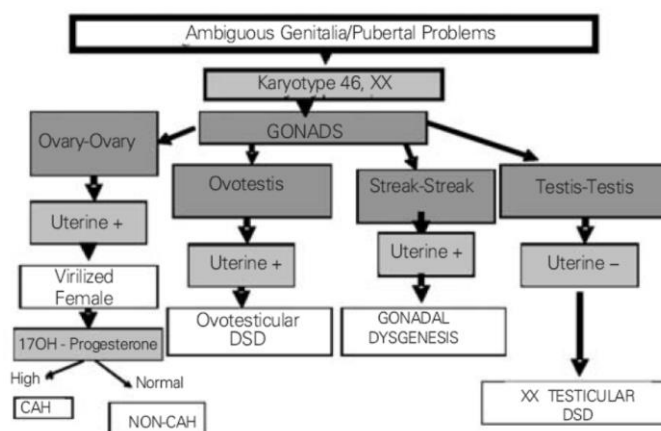 Ambiguous Genitalia/Pubertal Problems
Karyotype 46, XX
GONADS
Ovary-Ovary
Ovotestis
Streak-Streak
Testis-Testis
Uterine +
Uterine +
Uterine +
Uterine –
Virilized
Female
Ovotesticular
DSD
GONADAL
DYSGENESIS
17OH - Progesterone
High
Normal
CAH
NON-CAH
XX TESTICULAR
DSD